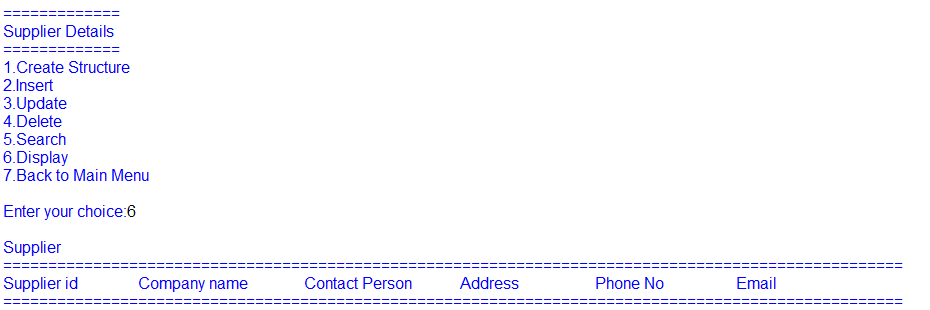 =============
Supplier Details
=============
1.Create Structure
2.Insert
3.Update
4.Delete
5.Search
6.Display
7.Back to Main Menu
Enter your choice:6
Supplier
====================================================================================================
Supplier id Company name Contact Person Address Phone No Email
====================================================================================================